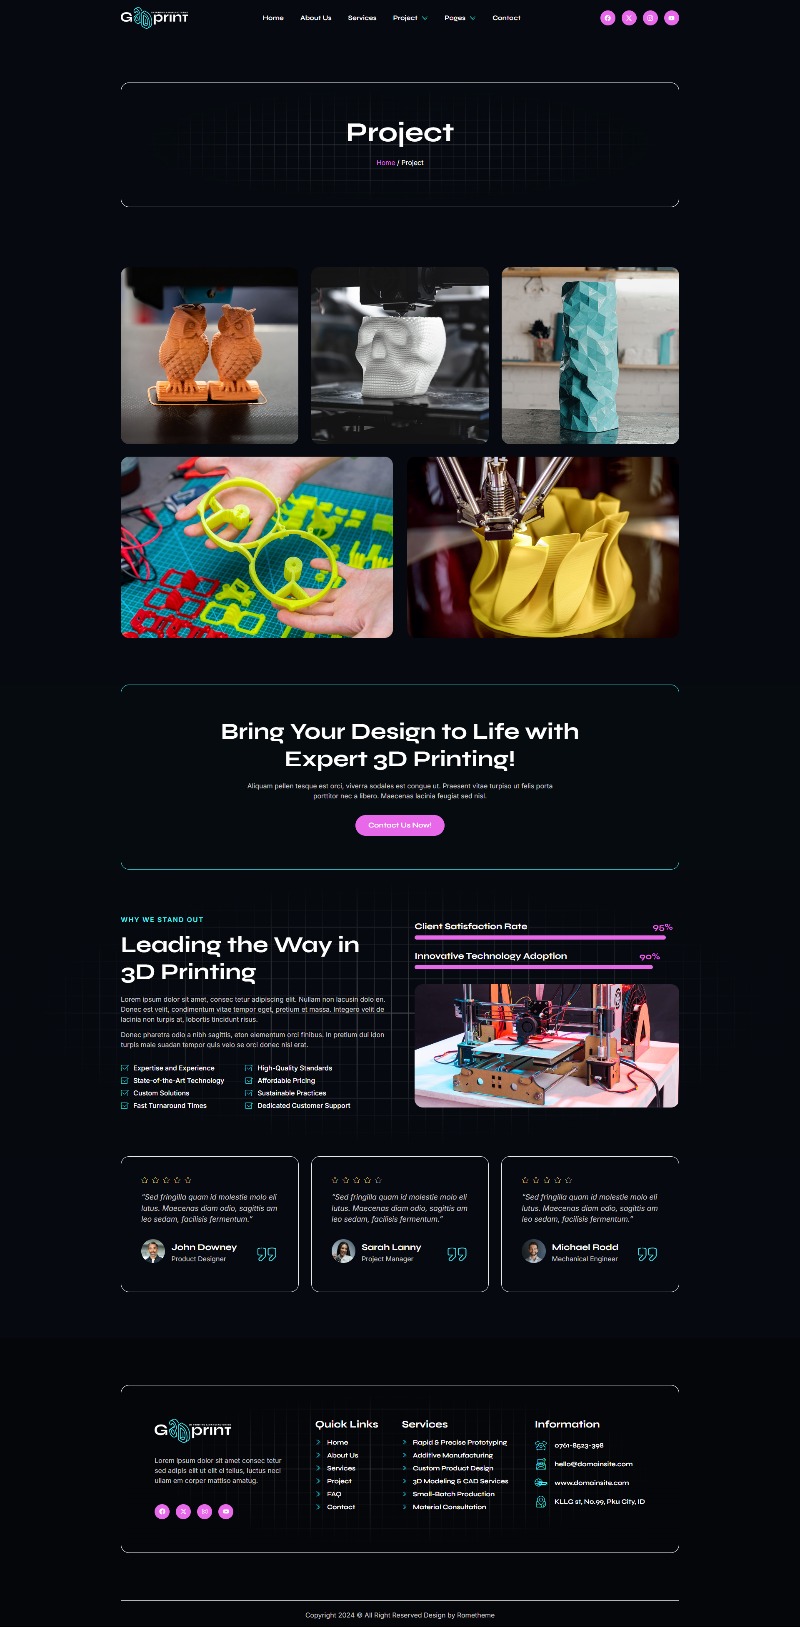 G3Dprint
Home
About Us
Services
Project
Pages
Contact
Project
Home / Project
Bring Your Design to Life with
Expert 3D Printing!
Aliquam pellen tesque est orci, viverra sodales est congue ut. Praesent vitae turpiso ut felis porta
porttitor nec a libero. Maecenas lacinia feugiat sed nisl.
Contact Us Now!
WHY WE STAND OUT
Leading the Way in
3D Printing
Lorem ipsum dolor sit amet, consec tetur adipiscing elit. Nullam non lacusin dolo en.
Donec est velit, condimentum vitae tempor eget, pretium et massa. Integero velit de
lacinia non turpis at, lobortis tincidunt risus.
Donec pharetra odio a nibh sagittis, eton elementum orci finibus. In pretium dui idon
turpis male suadan tempor quis velo se orci donec nisl erat.
Expertise and Experience
State-of-the-Art Technology
Custom Solutions
Fast Turnaround Times
High-Quality Standards
Affordable Pricing
Sustainable Practices
Dedicated Customer Support
Client Satisfaction Rate 95%
Innovative Technology Adoption 90%
"Sed fringilla quam id molestie molo eli
lutus. Maecenas diam odio, sagittis am
leo sedam, facilisis fermentum."
John Downey
Product Designer
"Sed fringilla quam id molestie molo eli
lutus. Maecenas diam odio, sagittis am
leo sedam, facilisis fermentum."
Sarah Lanny
Project Manager
"Sed fringilla quam id molestie molo eli
lutus. Maecenas diam odio, sagittis am
leo sedam, facilisis fermentum."
Michael Rodd
Mechanical Engineer
G3Dprint
Lorem ipsum dolor sit amet consec tetur
sed adipis elit ut elit el tellus, luctus necl
ullam em corper mattiso amatug.
Quick Links
Home
About Us
Services
Project
FAQ
Contact
Services
Rapid & Precise Prototyping
Additive Manufacturing
Custom Product Design
3D Modeling & CAD Services
Small-Batch Production
Material Consultation
Information
0761-8523-398
hello@domainsite.com
www.domainsite.com
KLLG st, No.99, Pku City, ID
Copyright 2024 © All Right Reserved Design by Rometheme